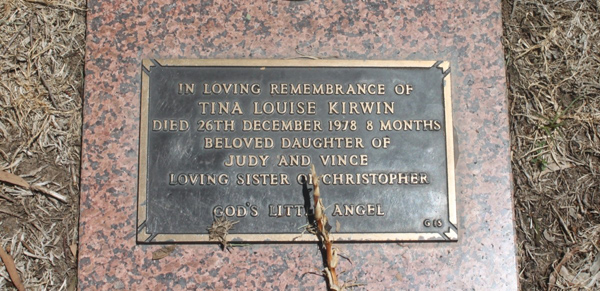 IN LOVING REMEMBRANCE OF
TINA LOUISE KIRWIN
DIED 26TH DECEMBER 1978 8 MONTHS
BELOVED DAUGHTER OF
JUDY AND VINCE
LOVING SISTER OF CHRISTOPHER
GOD'S LITTLE ANGEL